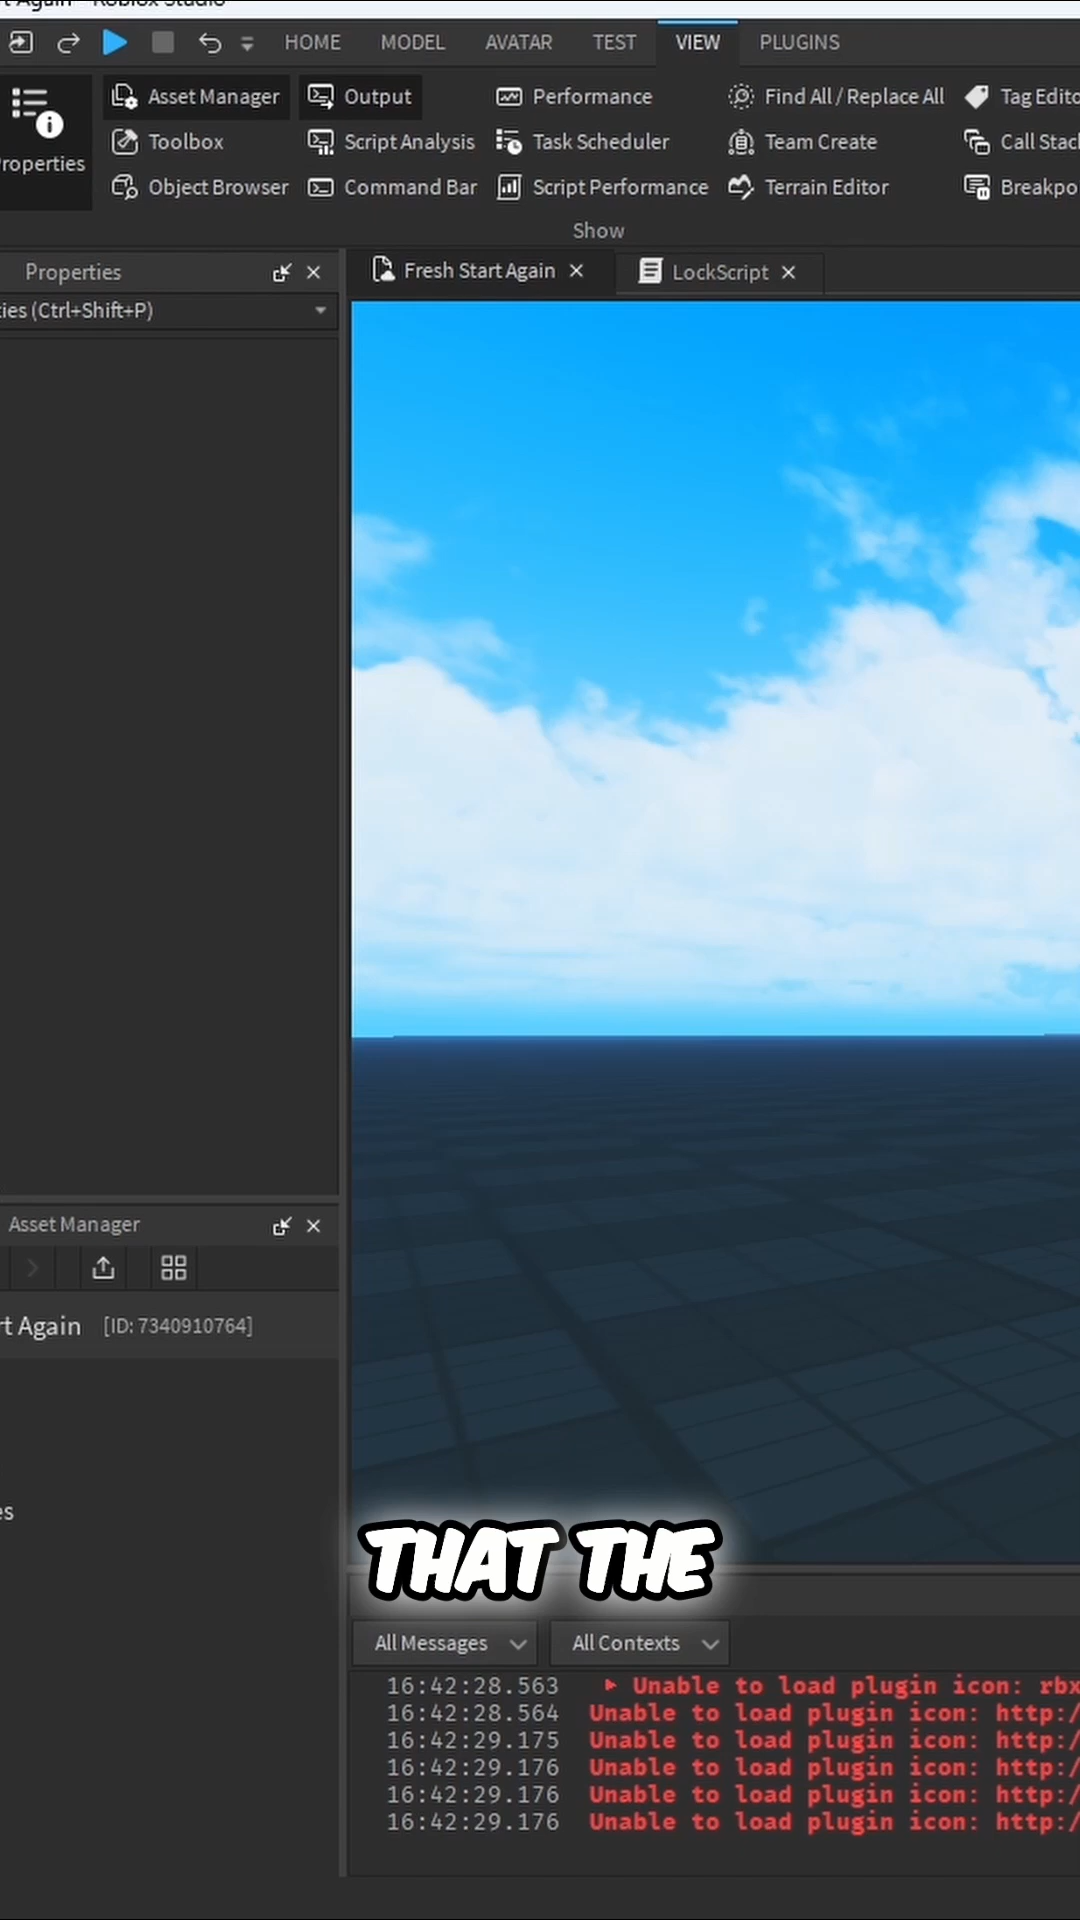 rt Again - Roblox Studio
HOME MODEL AVATAR TEST VIEW PLUGINS
Asset Manager Output Performance Find All / Replace All Tag Edito
Toolbox Script Analysis Task Scheduler Team Create Call Stac
roperties Object Browser Command Bar Script Performance Terrain Editor Breakpo
Show
Properties
Fresh Start Again
LockScript
ies (Ctrl+Shift+P)
Asset Manager
rt Again [ID: 7340910764]
es
THAT THE
All Messages All Contexts
16:42:28.563 Unable to load plugin icon: rbx
16:42:28.564 Unable to load plugin icon: http:/
16:42:29.175 Unable to load plugin icon: http:/
16:42:29.176 Unable to load plugin icon: http:/
16:42:29.176 Unable to load plugin icon: http:/
16:42:29.176 Unable to load plugin icon: http:/